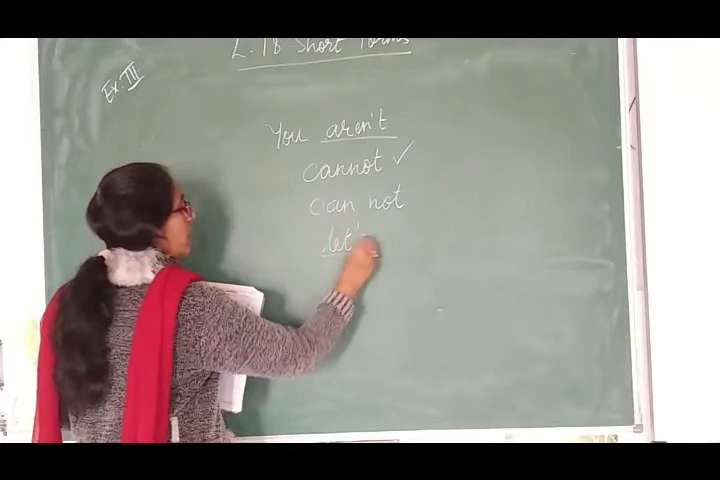 L.18 Short Forms
Ex. III
You aren't
cannot ✓
can not
let'